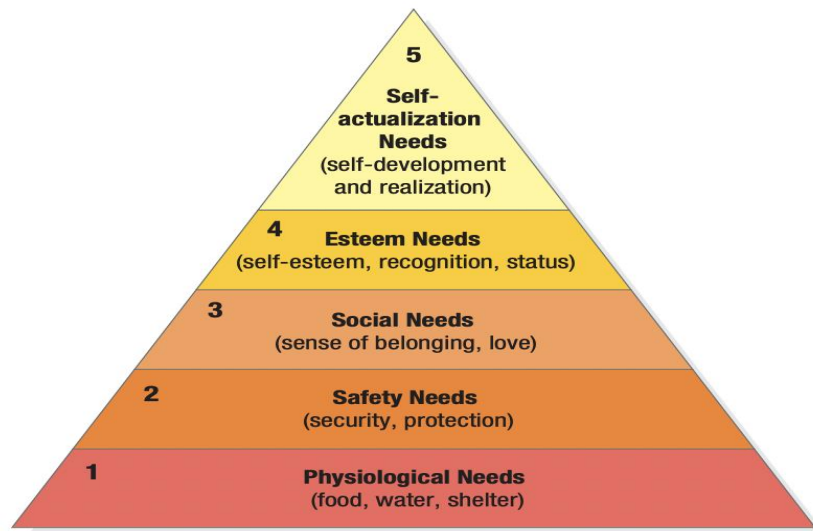 5
Self-
actualization
Needs
(self-development
and realization)
4
Esteem Needs
(self-esteem, recognition, status)
3
Social Needs
(sense of belonging, love)
2
Safety Needs
(security, protection)
1
Physiological Needs
(food, water, shelter)